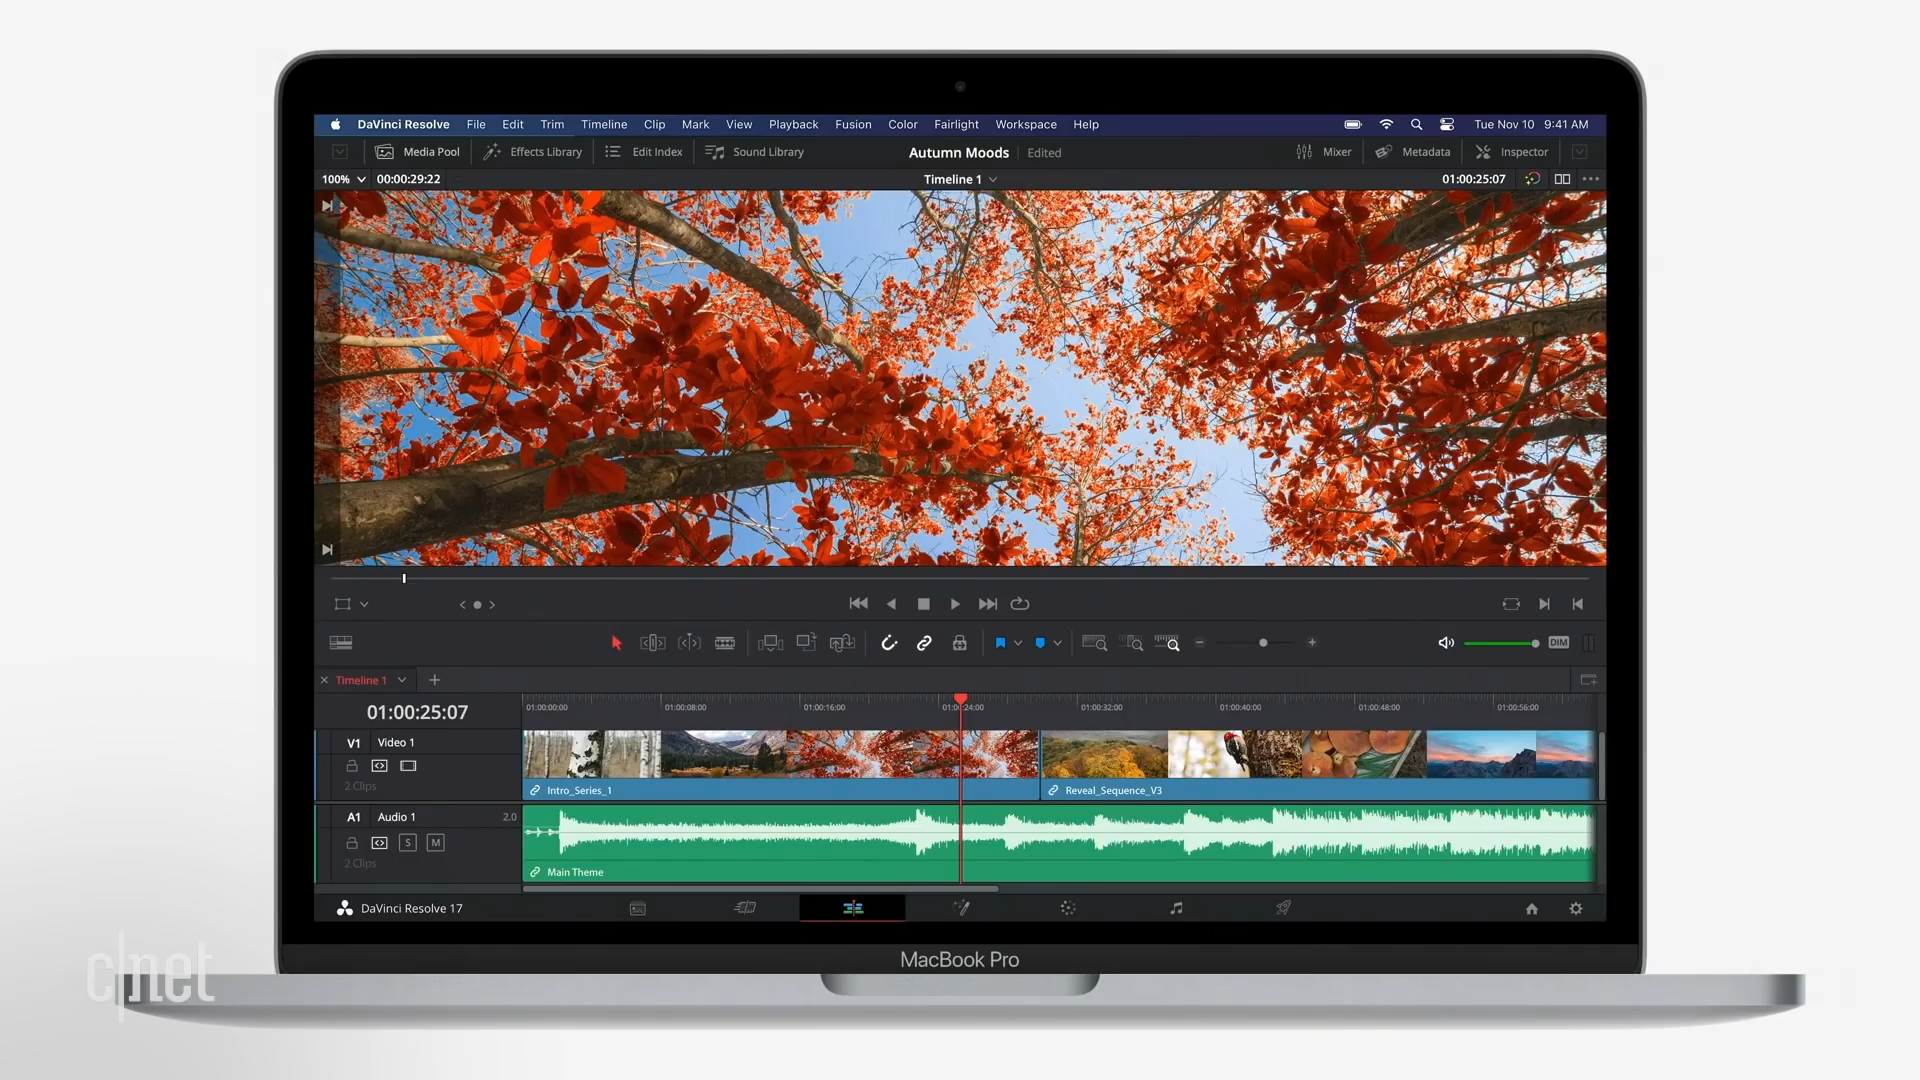 DaVinci Resolve File Edit Trim Timeline Clip Mark View Playback Fusion Color Fairlight Workspace Help Tue Nov 10 9:41 AM
Media Pool Effects Library Edit Index Sound Library Autumn Moods Edited Mixer Metadata Inspector
100% 00:00:29:22 Timeline 1 01:00:25:07
DIM
Timeline 1
01:00:25:07 01:00:00:00 01:00:08:00 01:00:16:00 01:00:24:00 01:00:32:00 01:00:40:00 01:00:48:00 01:00:56:00
V1 Video 1
2 Clips Intro_Series_1 Reveal_Sequence_V3
A1 Audio 1 2.0
S M
2 Clips Main Theme
DaVinci Resolve 17
MacBook Pro
c|net